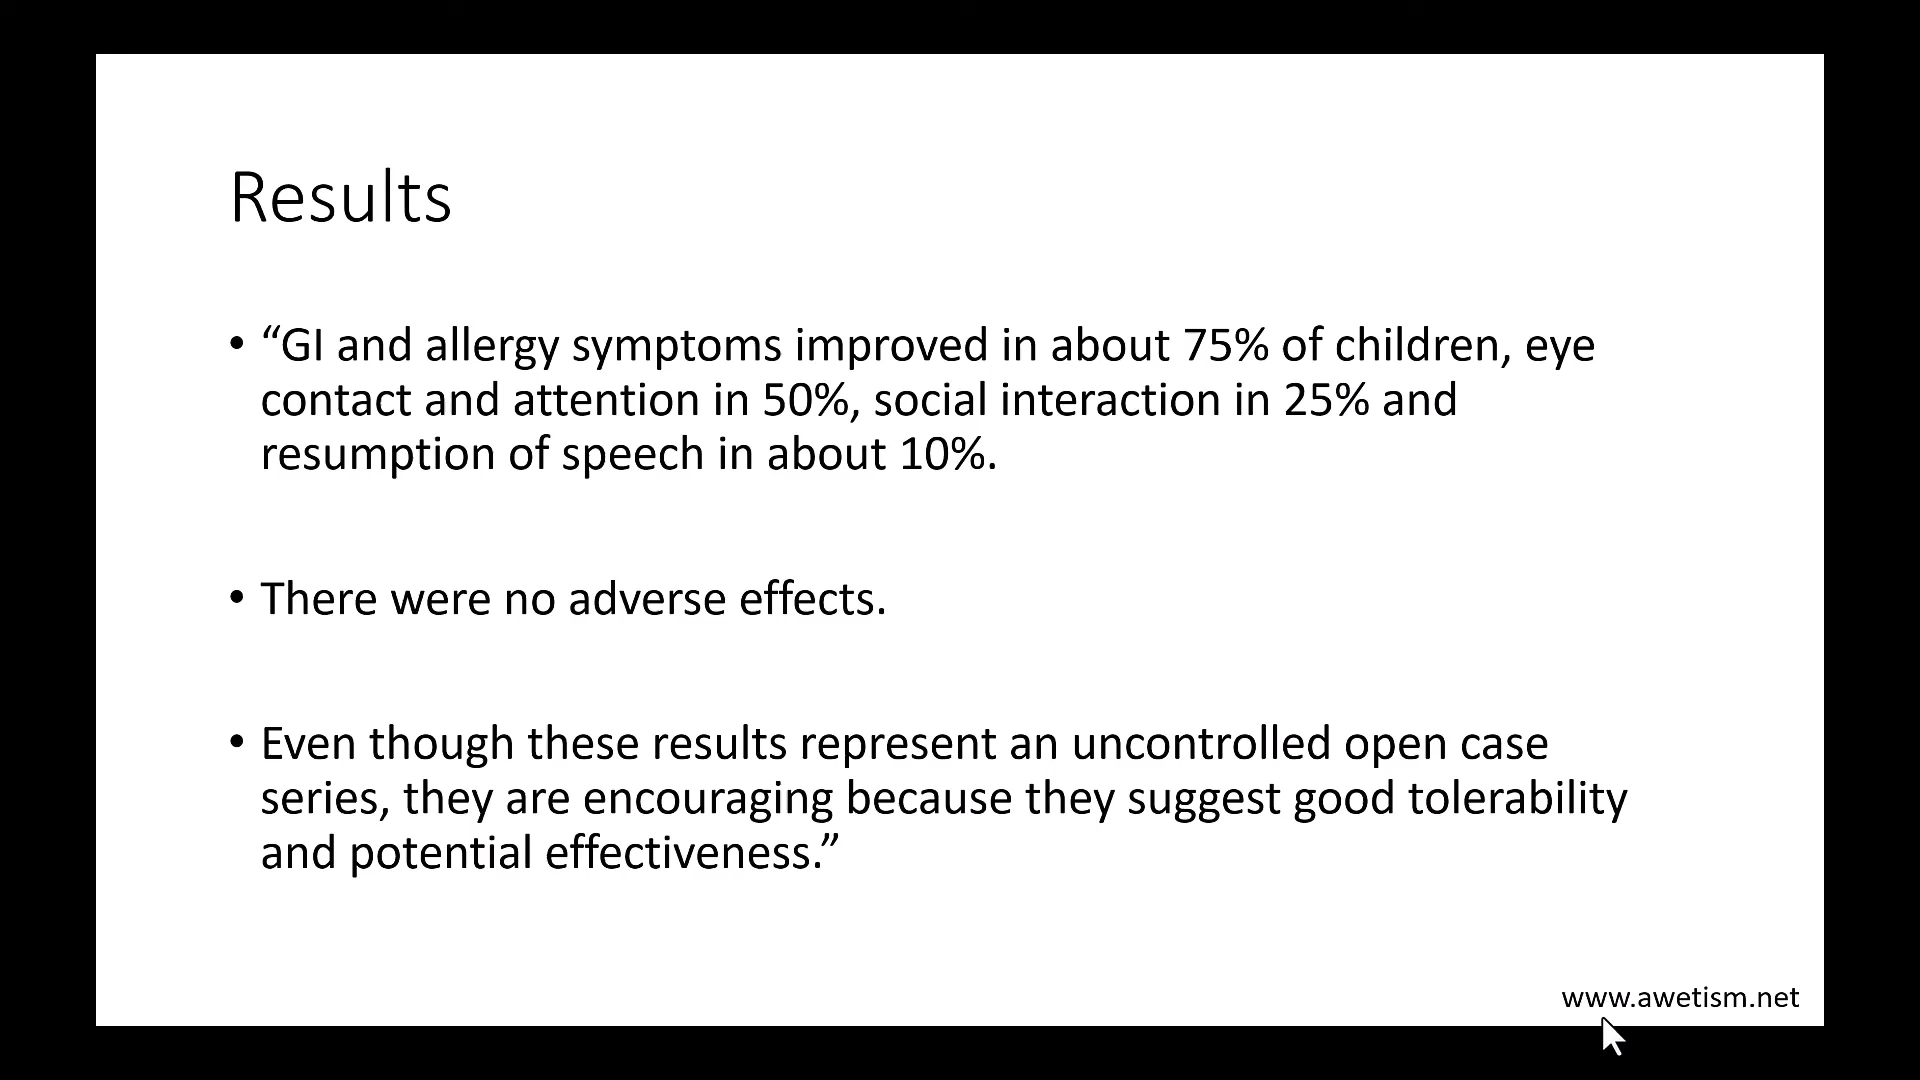 Results
• “GI and allergy symptoms improved in about 75% of children, eye
contact and attention in 50%, social interaction in 25% and
resumption of speech in about 10%.
• There were no adverse effects.
• Even though these results represent an uncontrolled open case
series, they are encouraging because they suggest good tolerability
and potential effectiveness.”
www.awetism.net